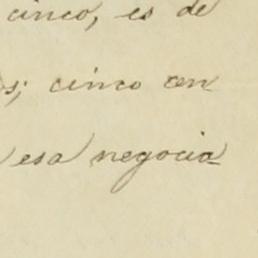 cinco, es de
s; cinco en
esa negocia-